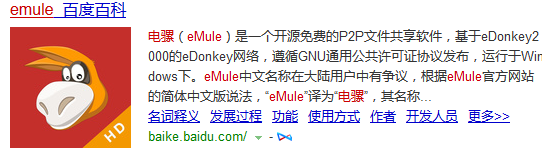 emule_百度百科
电骡（eMule）是一个开源免费的P2P文件共享软件，基于eDonkey2
000的eDonkey网络，遵循GNU通用公共许可证协议发布，运行于Win
dows下。eMule中文名称在大陆用户中有争议，根据eMule官方网站
的简体中文版说法，“eMule”译为“电骡”，其名称...
名词释义 发展过程 功能 使用方式 作者 开发人员 更多>>
baike.baidu.com/ -
HD